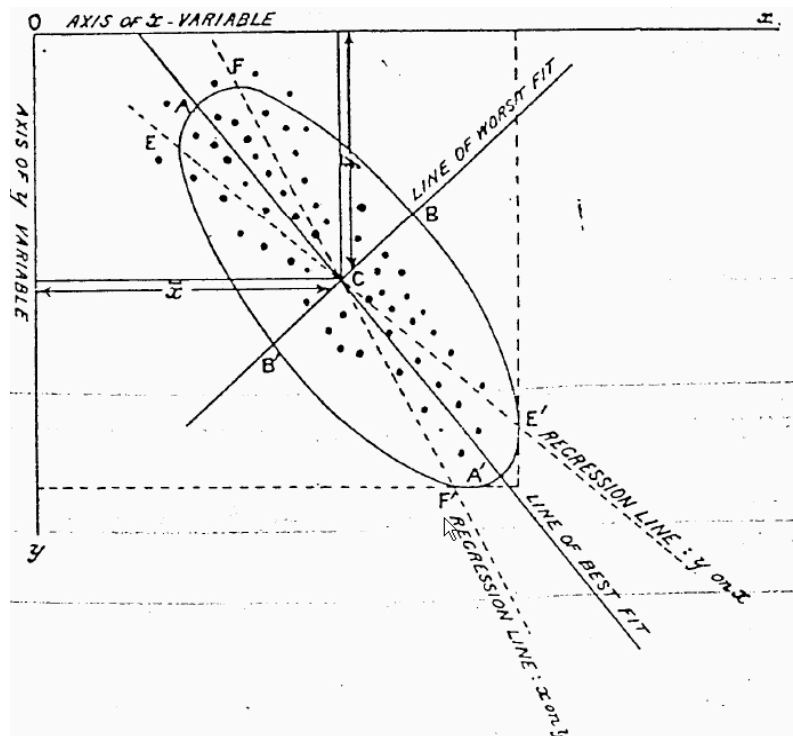 O AXIS OF x-VARIABLE x.
AXIS OF y VARIABLE
y
F
A
E
LINE OF WORST FIT
B
C
x̄
B'
E'
A'
F'
REGRESSION LINE: y on x
LINE OF BEST FIT
REGRESSION LINE: x on y